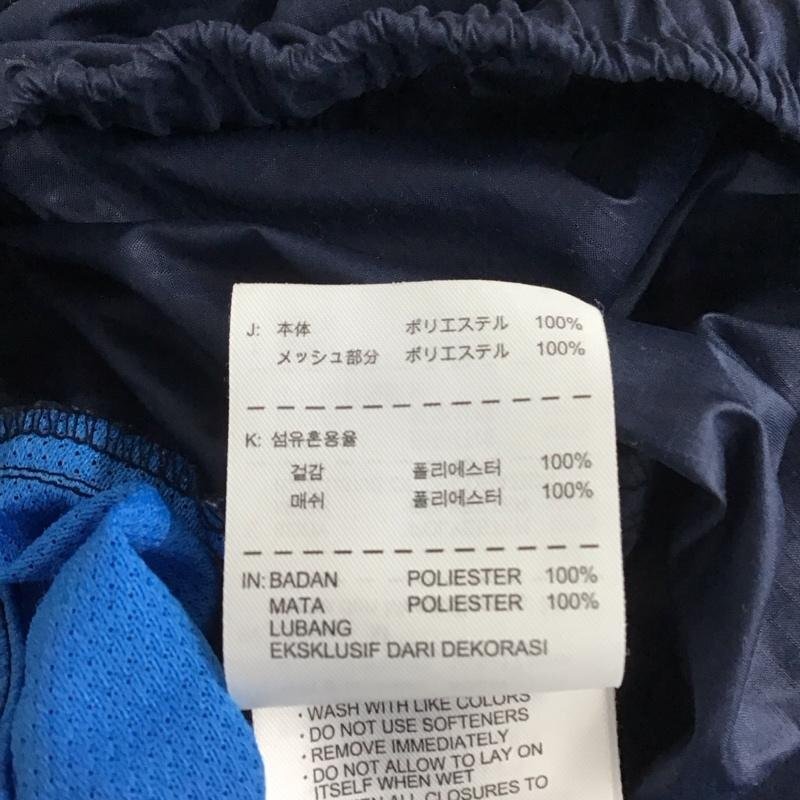 J: 本体 ポリエステル 100%
メッシュ部分 ポリエステル 100%
K: 섬유혼용율
겉감 폴리에스터 100%
매쉬 폴리에스터 100%
IN: BADAN POLIESTER 100%
MATA POLIESTER 100%
LUBANG
EKSKLUSIF DARI DEKORASI
· WASH WITH LIKE COLORS
· DO NOT USE SOFTENERS
· REMOVE IMMEDIATELY
· DO NOT ALLOW TO LAY ON
ITSELF WHEN WET
ALL CLOSURES TO